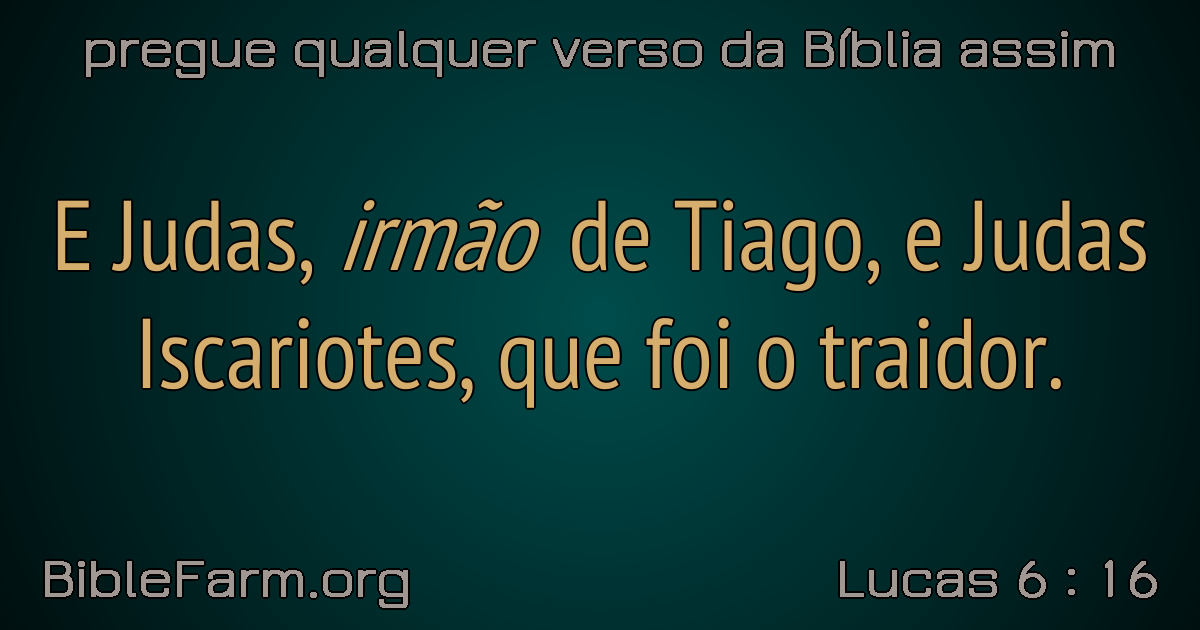 pregue qualquer verso da Bíblia assim
E Judas, irmão de Tiago, e Judas
Iscariotes, que foi o traidor.
BibleFarm.org
Lucas 6 : 16